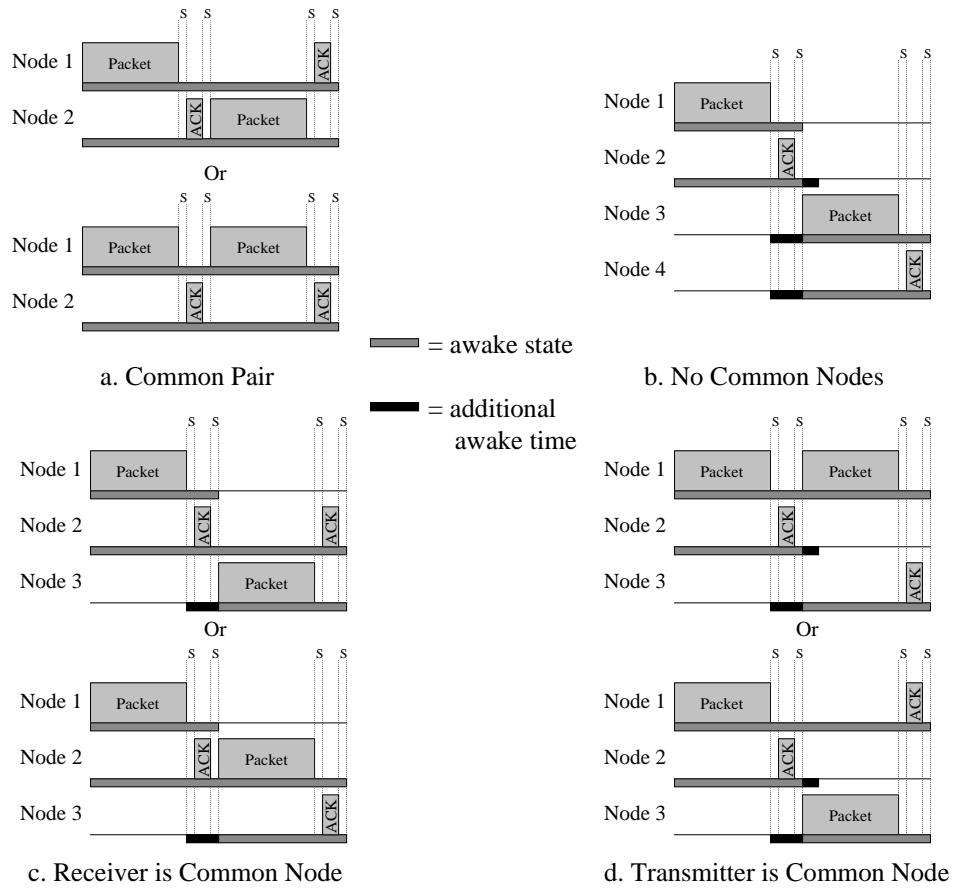 S S S S
Node 1 Packet ACK
Node 2 ACK Packet
Or
S S S S
Node 1 Packet Packet
Node 2 ACK ACK
a. Common Pair
S S S S
Node 1 Packet
Node 2 ACK
Node 3 Packet
Node 4 ACK
b. No Common Nodes
= awake state
= additional
awake time
S S S S
Node 1 Packet
Node 2 ACK ACK
Node 3 Packet
Or
S S S S
Node 1 Packet
Node 2 ACK Packet
Node 3 ACK
c. Receiver is Common Node
S S S S
Node 1 Packet Packet
Node 2 ACK
Node 3 ACK
Or
S S S S
Node 1 Packet ACK
Node 2 ACK
Node 3 Packet
d. Transmitter is Common Node